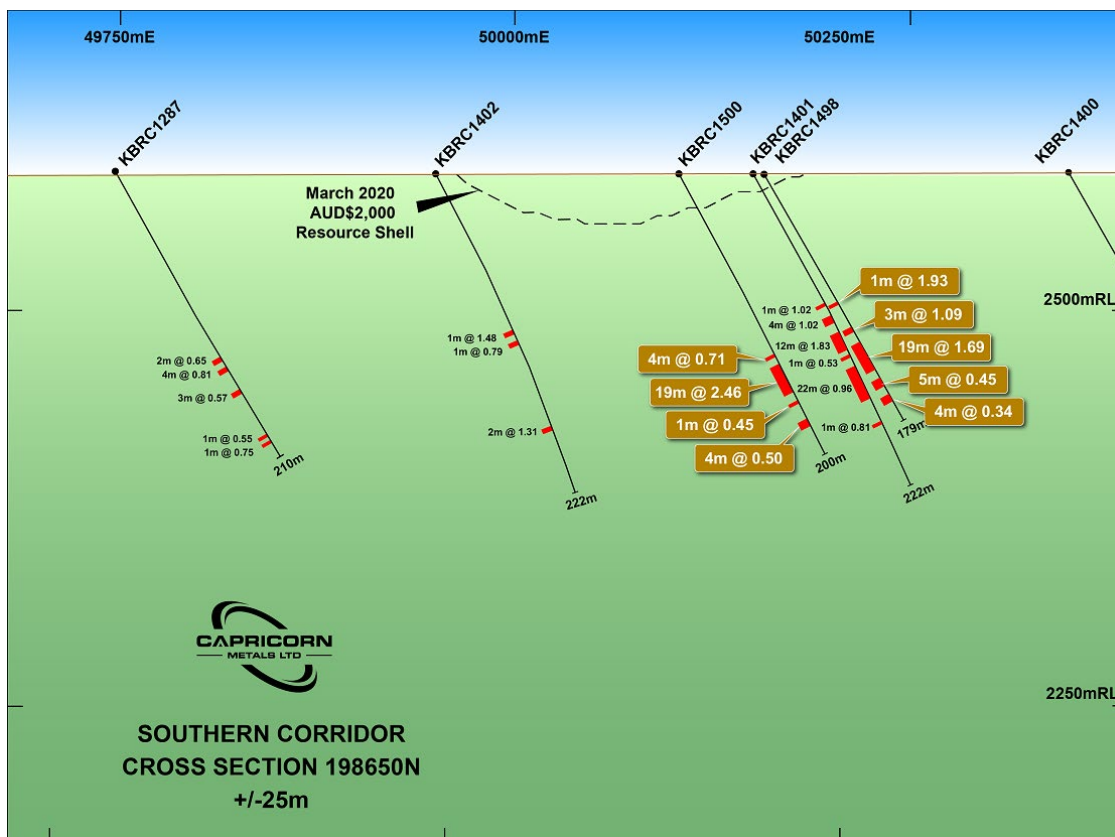 49750mE
50000mE
50250mE
KBRC1287
KBRC1402
KBRC1500
KBRC1401
KBRC1498
KBRC1400
March 2020
AUD$2,000
Resource Shell
2500mRL
1m @ 1.93
1m @ 1.02
4m @ 1.02
3m @ 1.09
12m @ 1.83
19m @ 1.69
1m @ 0.53
22m @ 0.96
5m @ 0.45
4m @ 0.34
1m @ 0.81
179m
222m
4m @ 0.71
19m @ 2.46
1m @ 0.45
4m @ 0.50
200m
1m @ 1.48
1m @ 0.79
2m @ 1.31
222m
2m @ 0.65
4m @ 0.81
3m @ 0.57
1m @ 0.55
1m @ 0.75
210m
2250mRL
CAPRICORN
METALS LTD
SOUTHERN CORRIDOR
CROSS SECTION 198650N
+/-25m